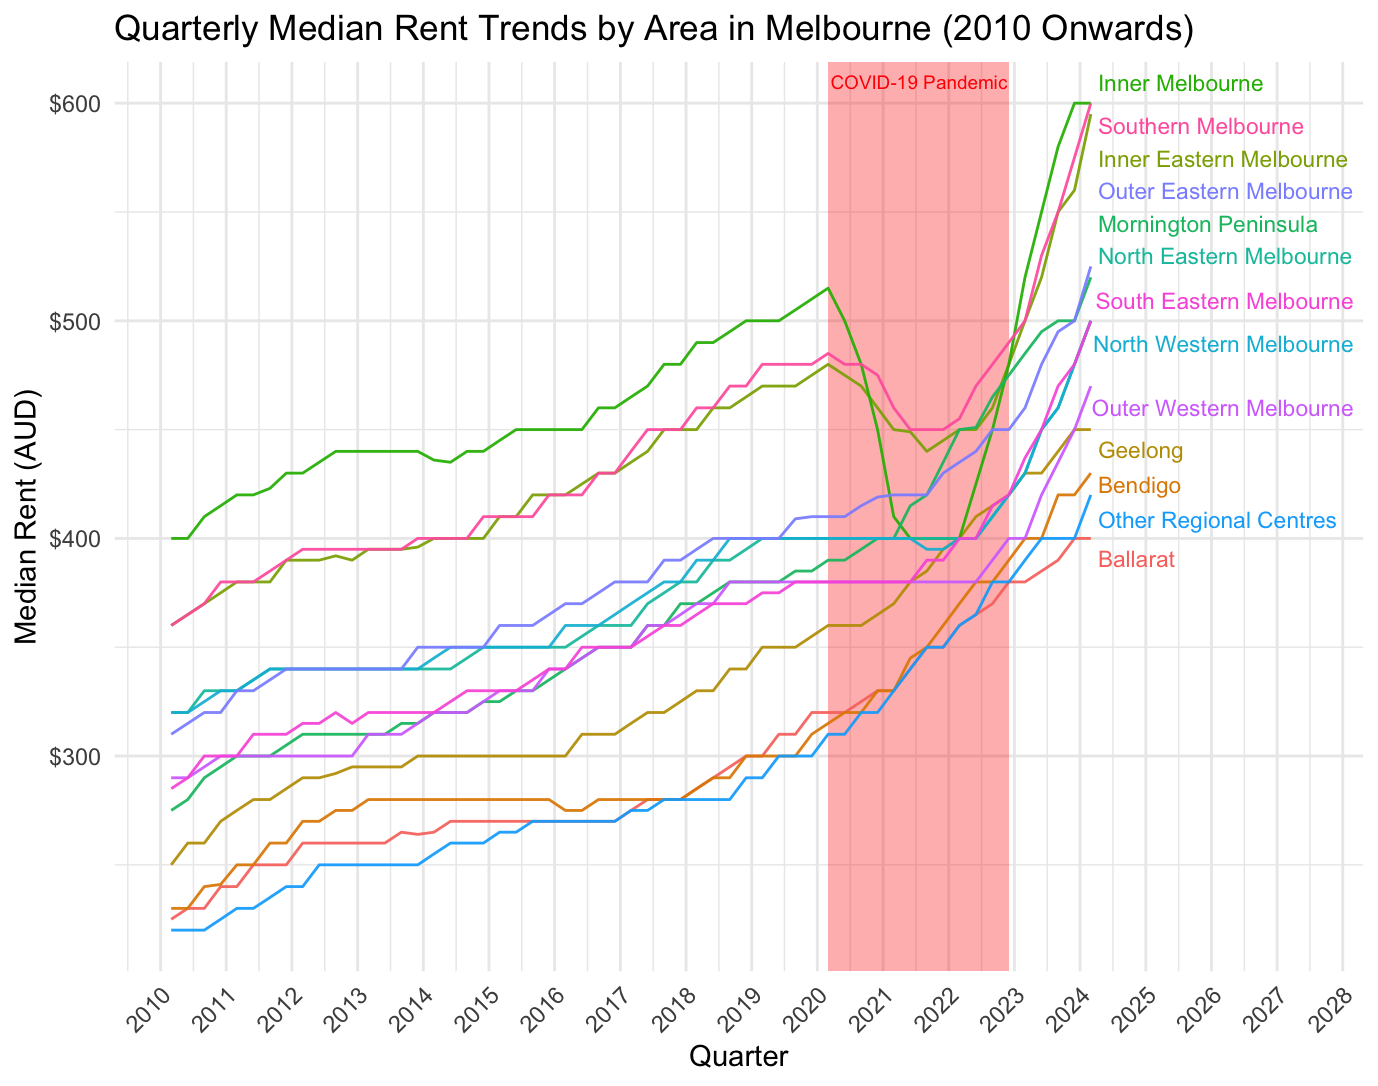 Quarterly Median Rent Trends by Area in Melbourne (2010 Onwards)
COVID-19 Pandemic
Inner Melbourne
Southern Melbourne
Inner Eastern Melbourne
Outer Eastern Melbourne
Mornington Peninsula
North Eastern Melbourne
South Eastern Melbourne
North Western Melbourne
Outer Western Melbourne
Geelong
Bendigo
Other Regional Centres
Ballarat
Median Rent (AUD)
$600
$500
$400
$300
2010 2011 2012 2013 2014 2015 2016 2017 2018 2019 2020 2021 2022 2023 2024 2025 2026 2027 2028
Quarter